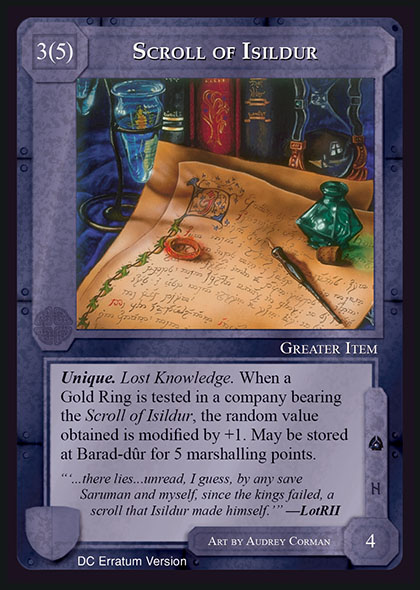 3(5)
SCROLL OF ISILDUR
GREATER ITEM
Unique. Lost Knowledge. When a
Gold Ring is tested in a company bearing
the Scroll of Isildur, the random value
obtained is modified by +1. May be stored
at Barad-dûr for 5 marshalling points.
“‘...there lies...unread, I guess, by any save
Saruman and myself, since the kings failed, a
scroll that Isildur made himself.’” —LotRII
ART BY AUDREY CORMAN
4
DC Erratum Version